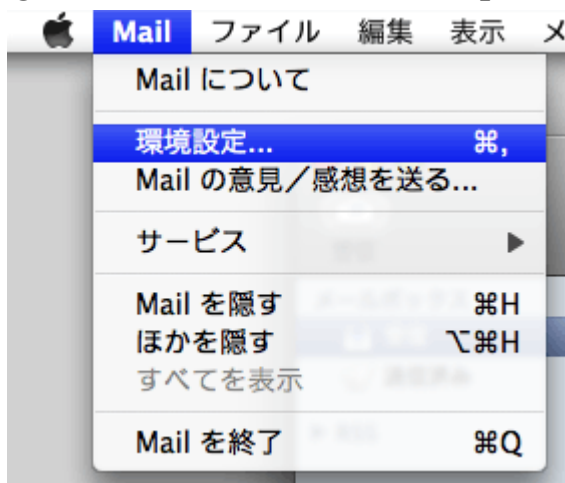 Mail ファイル 編集 表示
Mail について
環境設定... ⌘,
Mail の意見／感想を送る...
サービス ▶
Mail を隠す ⌘H
ほかを隠す ⌥⌘H
すべてを表示
Mail を終了 ⌘Q